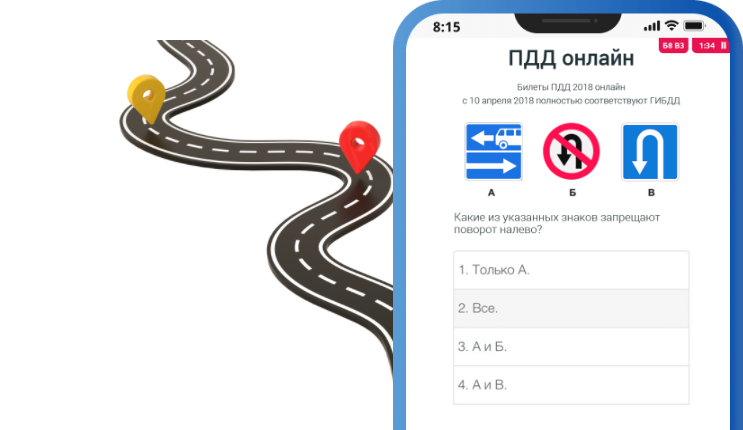 8:15
Б8 В3 1:34
ПДД онлайн
Билеты ПДД 2018 онлайн
с 10 апреля 2018 полностью соответствуют ГИБДД
А Б В
Какие из указанных знаков запрещают
поворот налево?
1. Только А.
2. Все.
3. А и Б.
4. А и В.